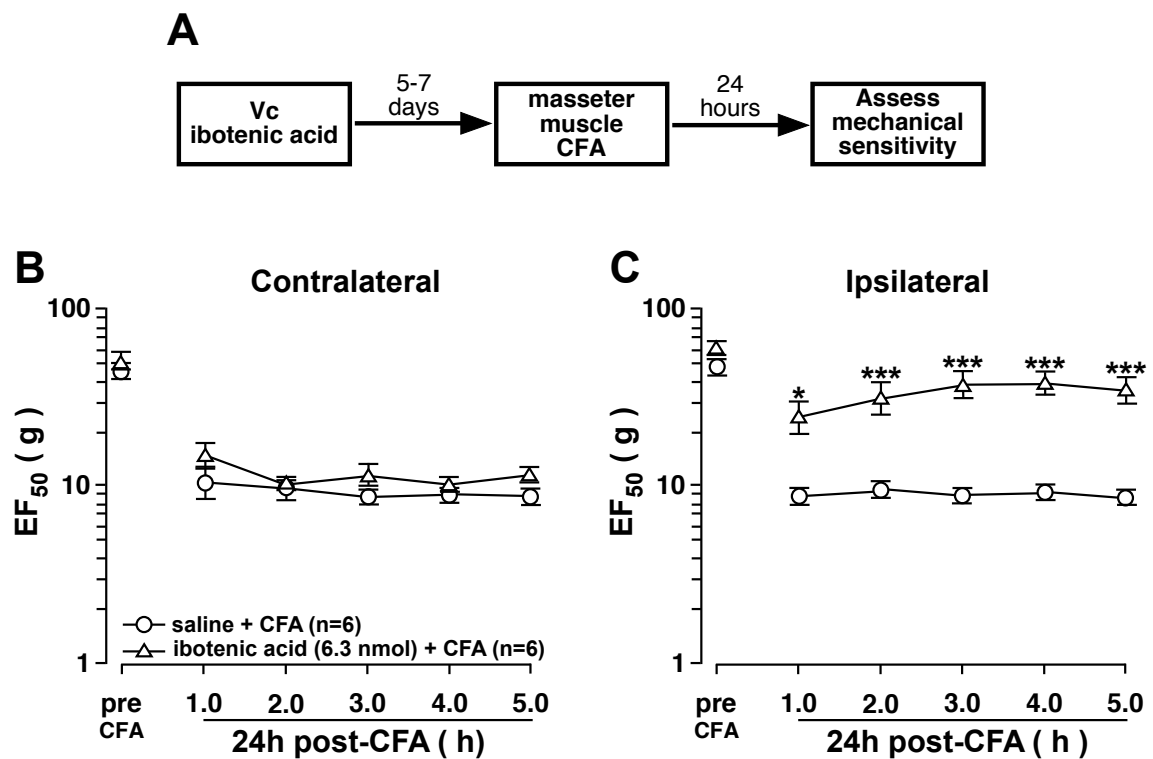 A
Vc
ibotenic acid
5-7
days
masseter
muscle
CFA
24
hours
Assess
mechanical
sensitivity
B
Contralateral
EF50 ( g )
100
10
1
saline + CFA (n=6)
ibotenic acid (6.3 nmol) + CFA (n=6)
pre
CFA
1.0 2.0 3.0 4.0 5.0
24h post-CFA ( h)
C
Ipsilateral
EF50 ( g )
100
10
1
* *** *** *** ***
pre
CFA
1.0 2.0 3.0 4.0 5.0
24h post-CFA ( h )